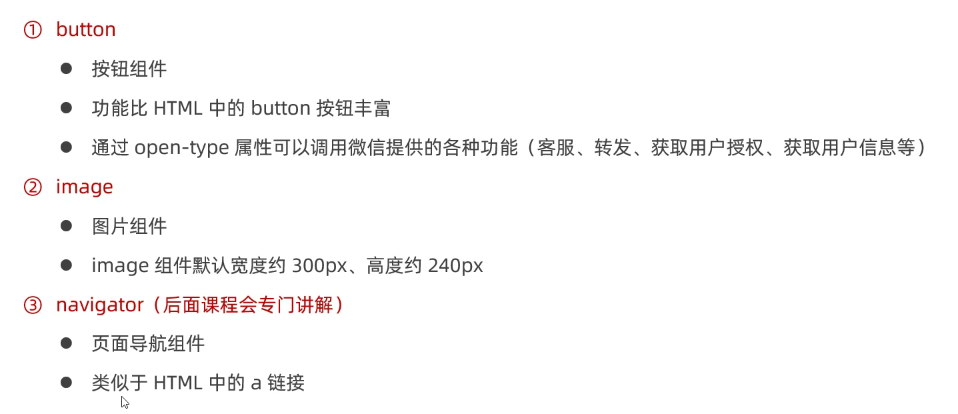 ① button
● 按钮组件
● 功能比 HTML 中的 button 按钮丰富
● 通过 open-type 属性可以调用微信提供的各种功能（客服、转发、获取用户授权、获取用户信息等）
② image
● 图片组件
● image 组件默认宽度约 300px、高度约 240px
③ navigator（后面课程会专门讲解）
● 页面导航组件
● 类似于 HTML 中的 a 链接